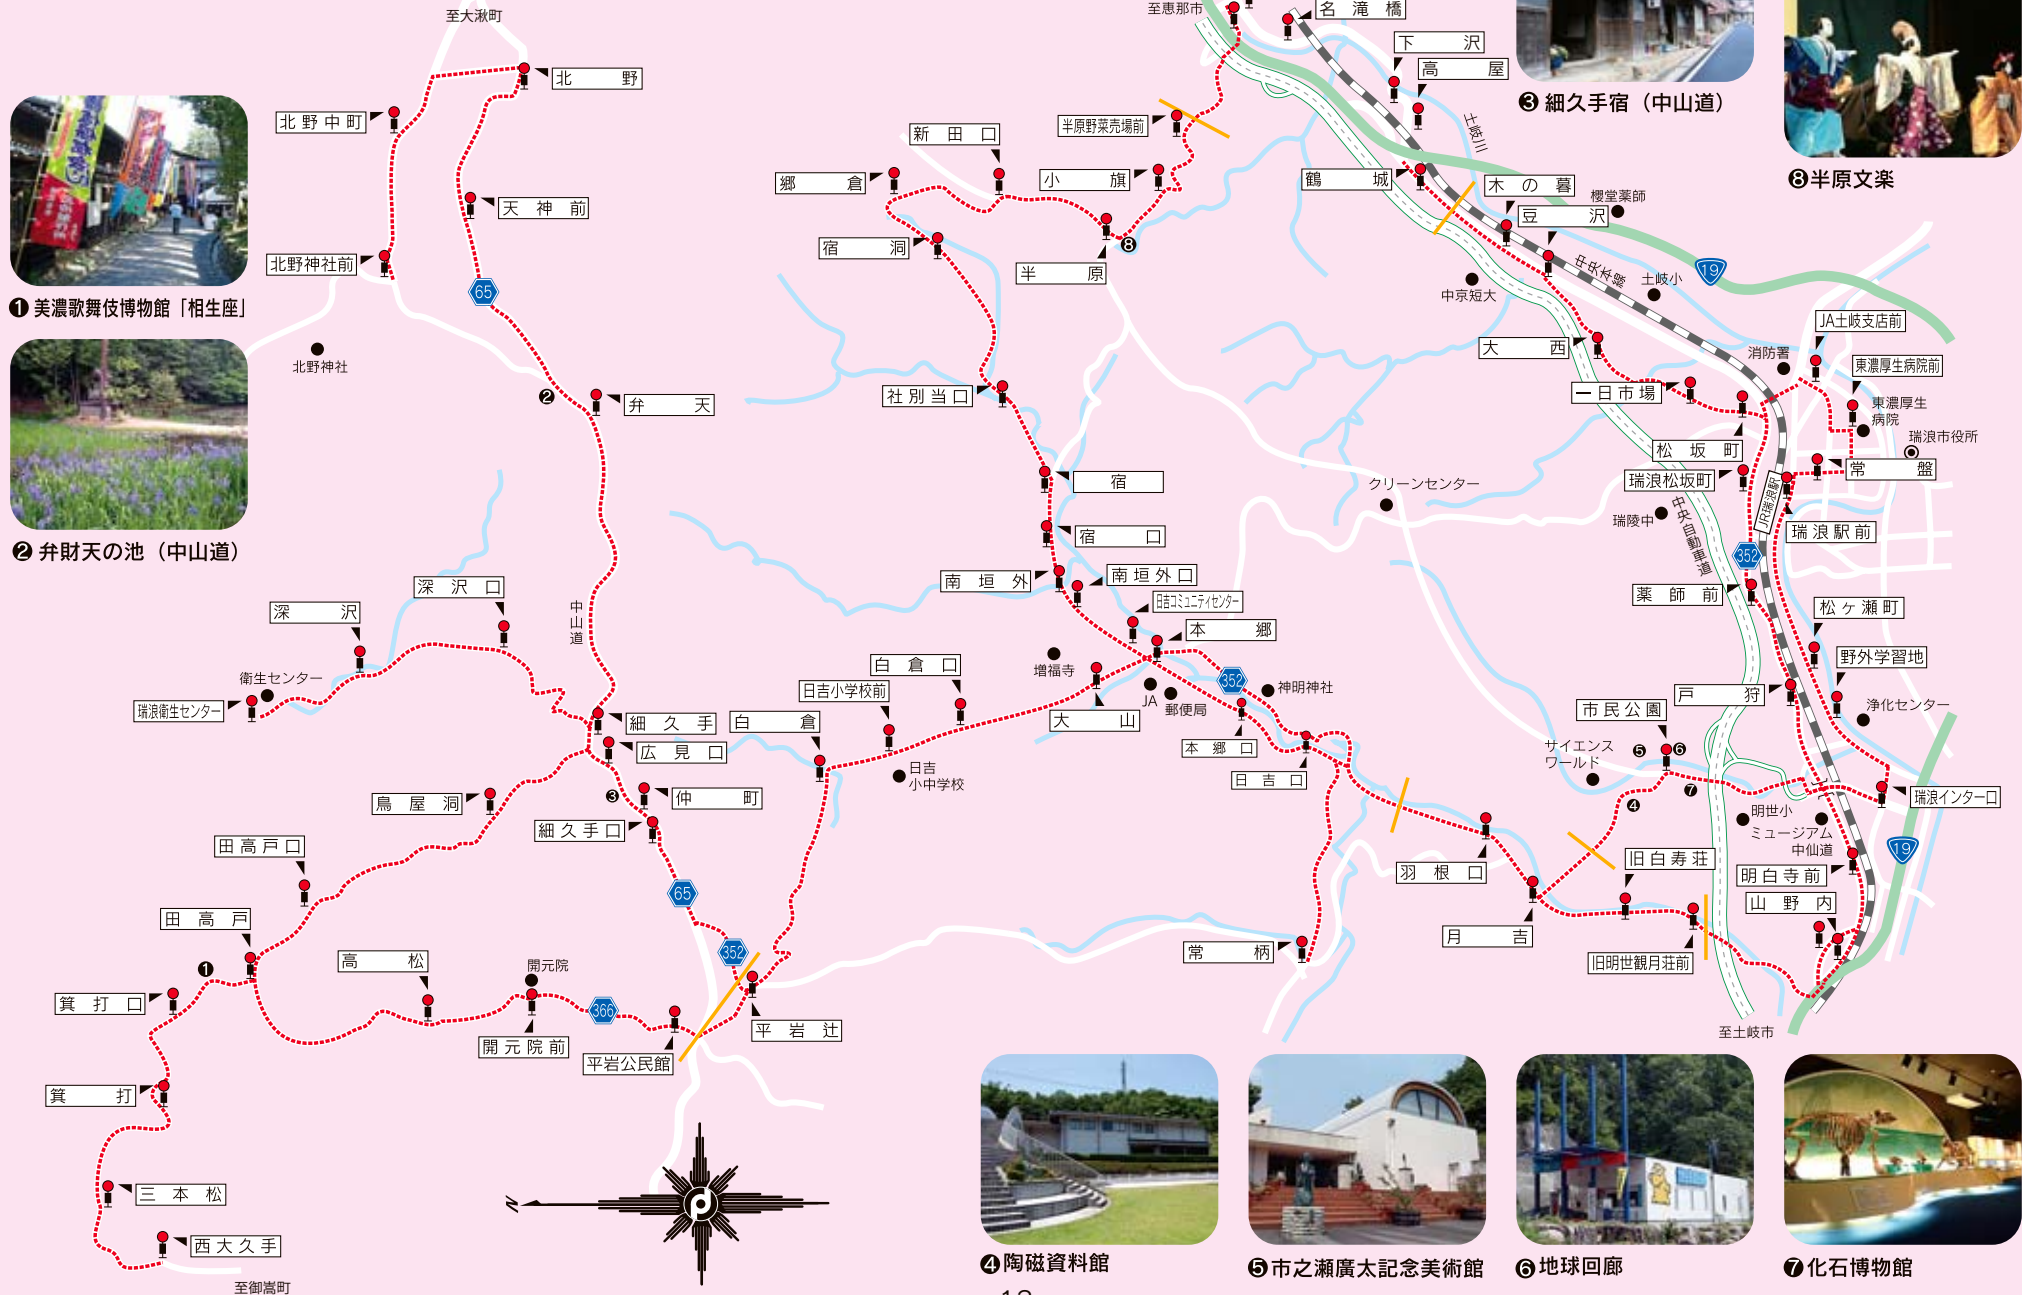 至大湫町
北野
北野中町
天神前
北野神社前
65
北野神社
❷
弁天
❶美濃歌舞伎博物館「相生座」
❷弁財天の池（中山道）
至恵那市
名滝橋
下沢
高屋
土岐川
❸細久手宿（中山道）
❽半原文楽
半原野菜売場前
新田口
郷倉
小旗
宿洞
半原
❽
鶴城
木の暮
櫻堂薬師
豆沢
19
中央本線
土岐小
中京短大
JA土岐支店前
大西
消防署
東濃厚生病院前
一日市場
東濃厚生
病院
瑞浪市役所
松坂町
常盤
瑞浪松坂町
JR瑞浪駅
瑞浪駅前
瑞陵中
中央自動車道
352
クリーンセンター
社別当口
宿
宿口
南垣外
南垣外口
日吉コミュニティセンター
本郷
増福寺
白倉口
日吉小学校前
白倉
大山
JA
郵便局
352
神明神社
本郷口
日吉口
日吉
小中学校
薬師前
松ヶ瀬町
野外学習地
戸狩
浄化センター
市民公園
サイエンス
ワールド
❺
❻
❼
❹
瑞浪インター口
明世小
ミュージアム
中仙道
19
明白寺前
山野内
旧白寿荘
羽根口
月吉
旧明世観月荘前
常柄
至土岐市
深沢口
深沢
中山道
衛生センター
瑞浪衛生センター
細久手
広見口
❸
仲町
細久手口
鳥屋洞
田高戸口
田高戸
65
352
❶
高松
開元院
箕打口
366
開元院前
平岩公民館
平岩辻
箕打
三本松
西大久手
至御嵩町
N
❹陶磁資料館
❺市之瀬廣太記念美術館
❻地球回廊
❼化石博物館